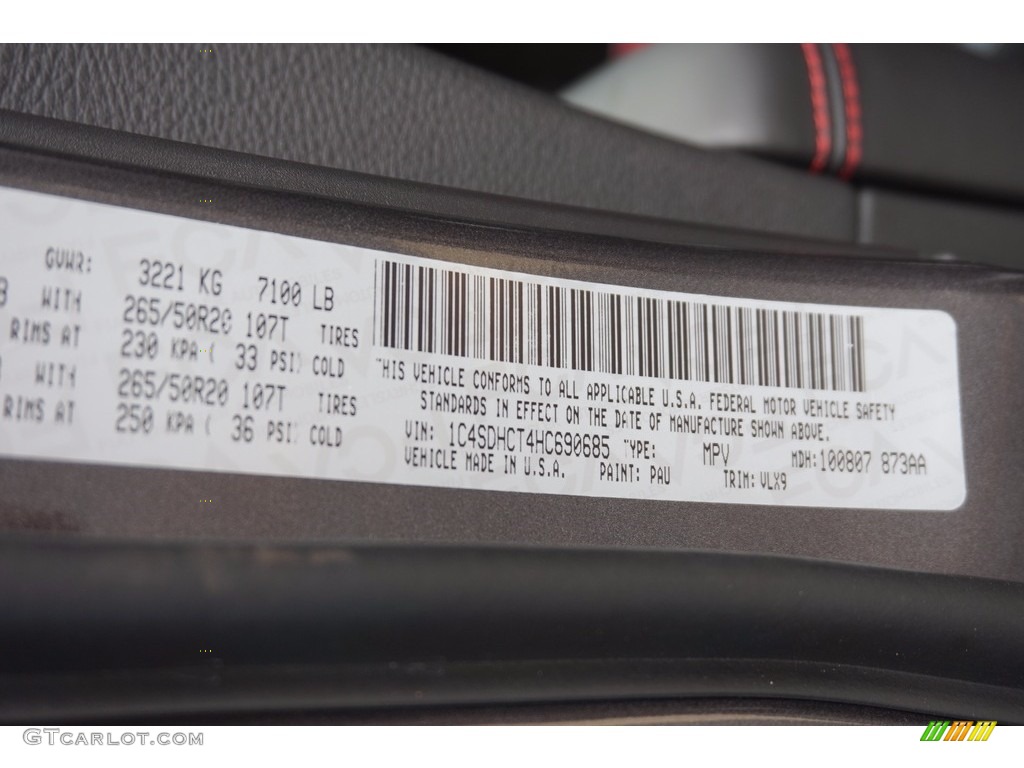 GVWR: 3221 KG 7100 LB
WITH 265/50R20 107T TIRES
RIMS AT 230 KPA ( 33 PSI) COLD
WITH 265/50R20 107T TIRES
RIMS AT 250 KPA ( 36 PSI) COLD
THIS VEHICLE CONFORMS TO ALL APPLICABLE U.S.A. FEDERAL MOTOR VEHICLE SAFETY
STANDARDS IN EFFECT ON THE DATE OF MANUFACTURE SHOWN ABOVE.
VIN: 1C4SDHCT4HC690685 TYPE: MPV MDH:100807 873AA
VEHICLE MADE IN U.S.A. PAINT: PAU TRIM: VLX9
GTCARLOT.COM